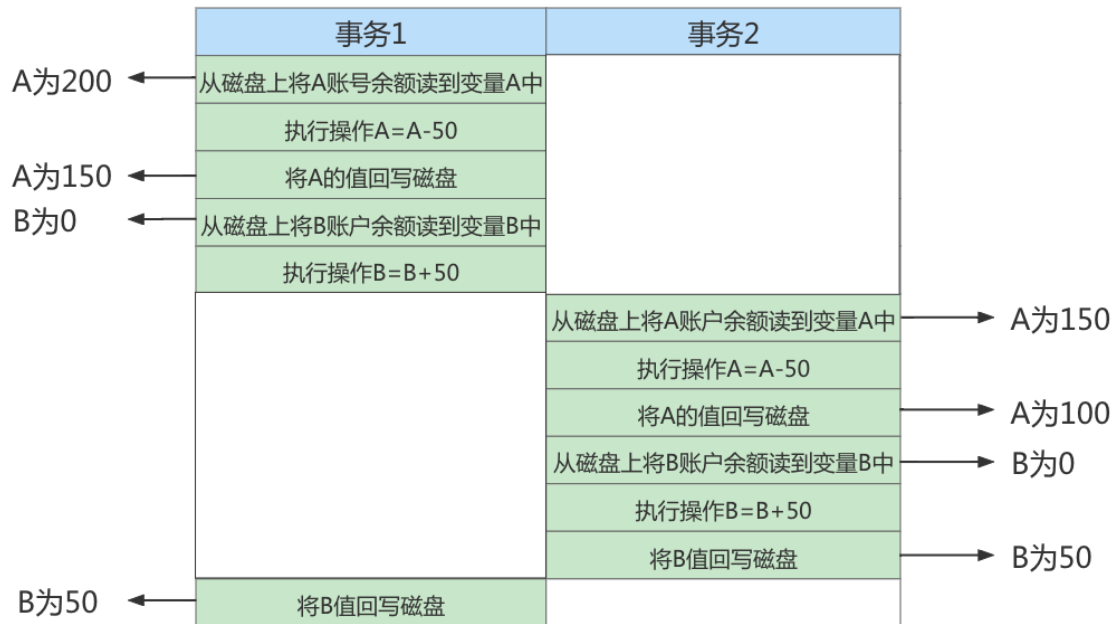 事务1 事务2
A为200 从磁盘上将A账号余额读到变量A中
执行操作A=A-50
A为150 将A的值回写磁盘
B为0 从磁盘上将B账户余额读到变量B中
执行操作B=B+50
从磁盘上将A账户余额读到变量A中 A为150
执行操作A=A-50
将A的值回写磁盘 A为100
从磁盘上将B账户余额读到变量B中 B为0
执行操作B=B+50
将B值回写磁盘 B为50
B为50 将B值回写磁盘